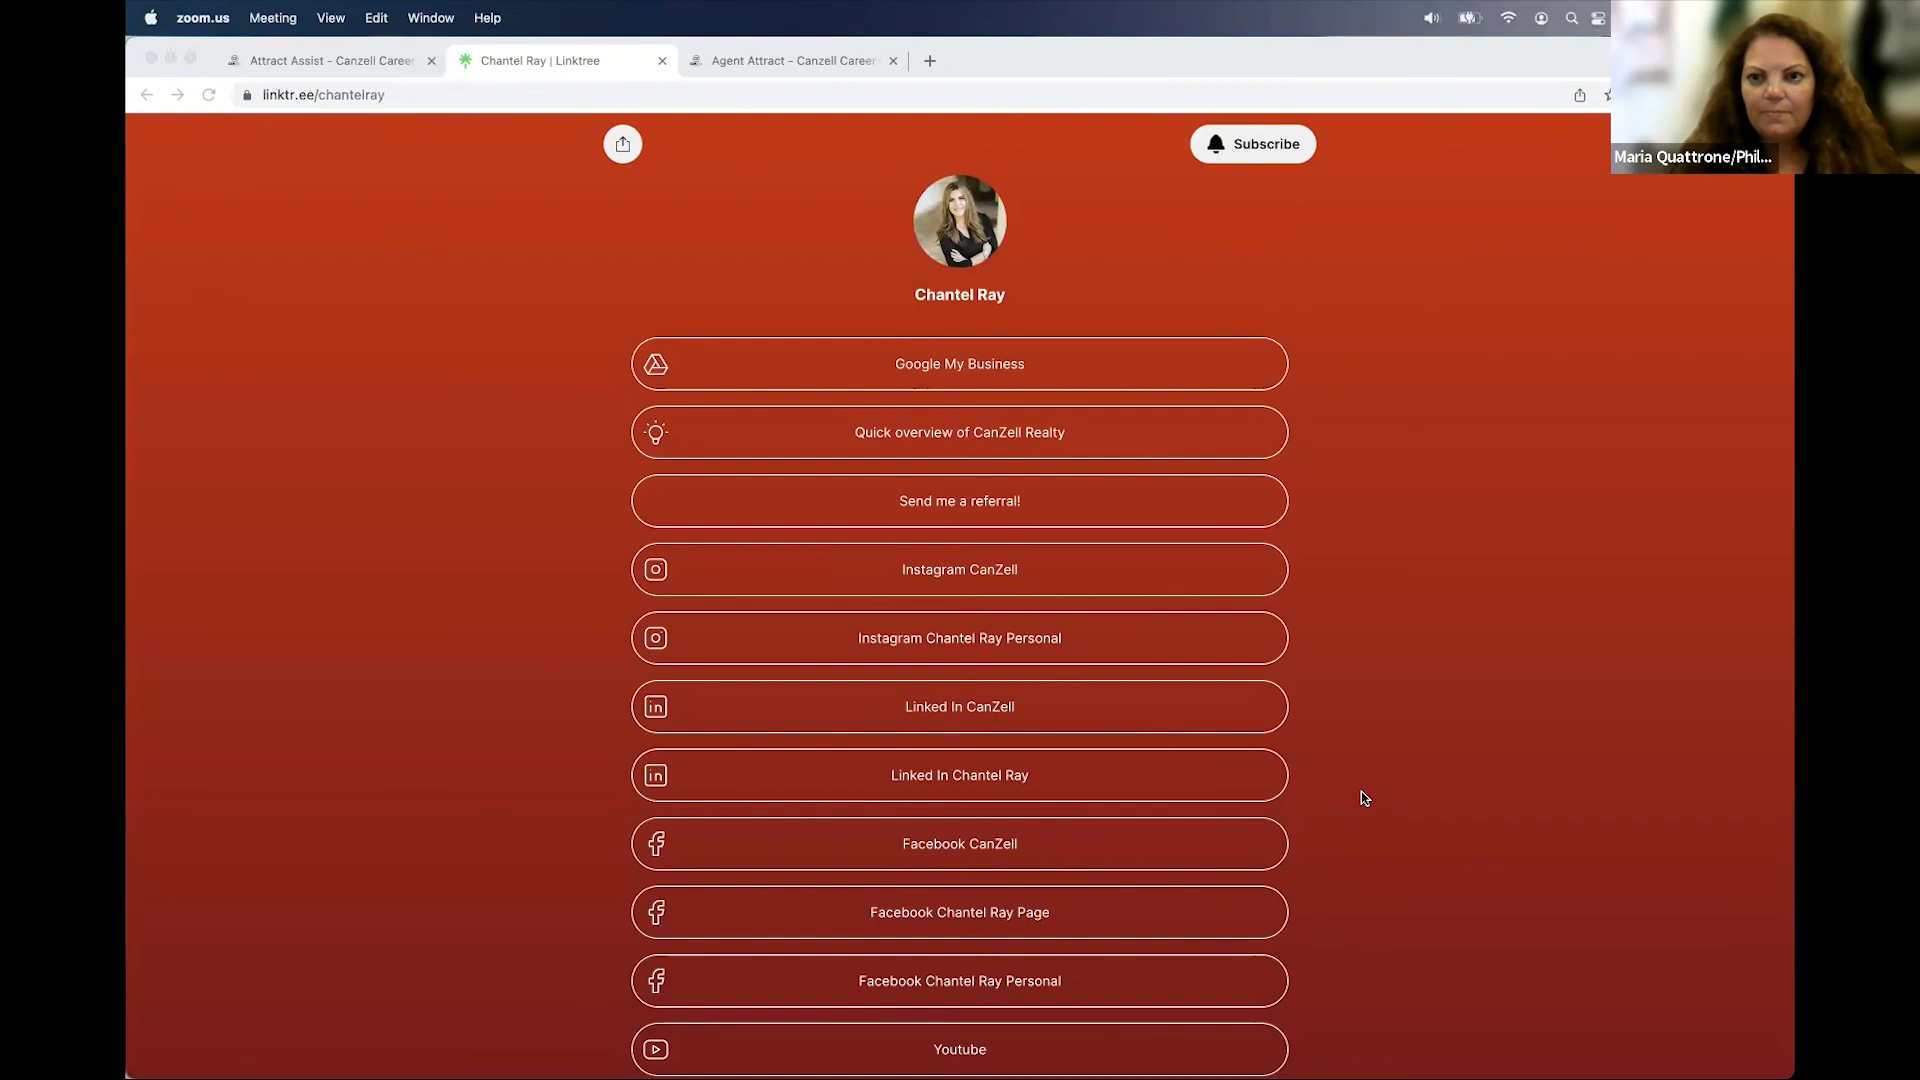 zoom.us Meeting View Edit Window Help
Attract Assist - Canzell Career
Chantel Ray | Linktree
Agent Attract - Canzell Career
linktr.ee/chantelray
Subscribe
Maria Quattrone/Phil...
Chantel Ray
Google My Business
Quick overview of CanZell Realty
Send me a referral!
Instagram CanZell
Instagram Chantel Ray Personal
Linked In CanZell
Linked In Chantel Ray
Facebook CanZell
Facebook Chantel Ray Page
Facebook Chantel Ray Personal
Youtube